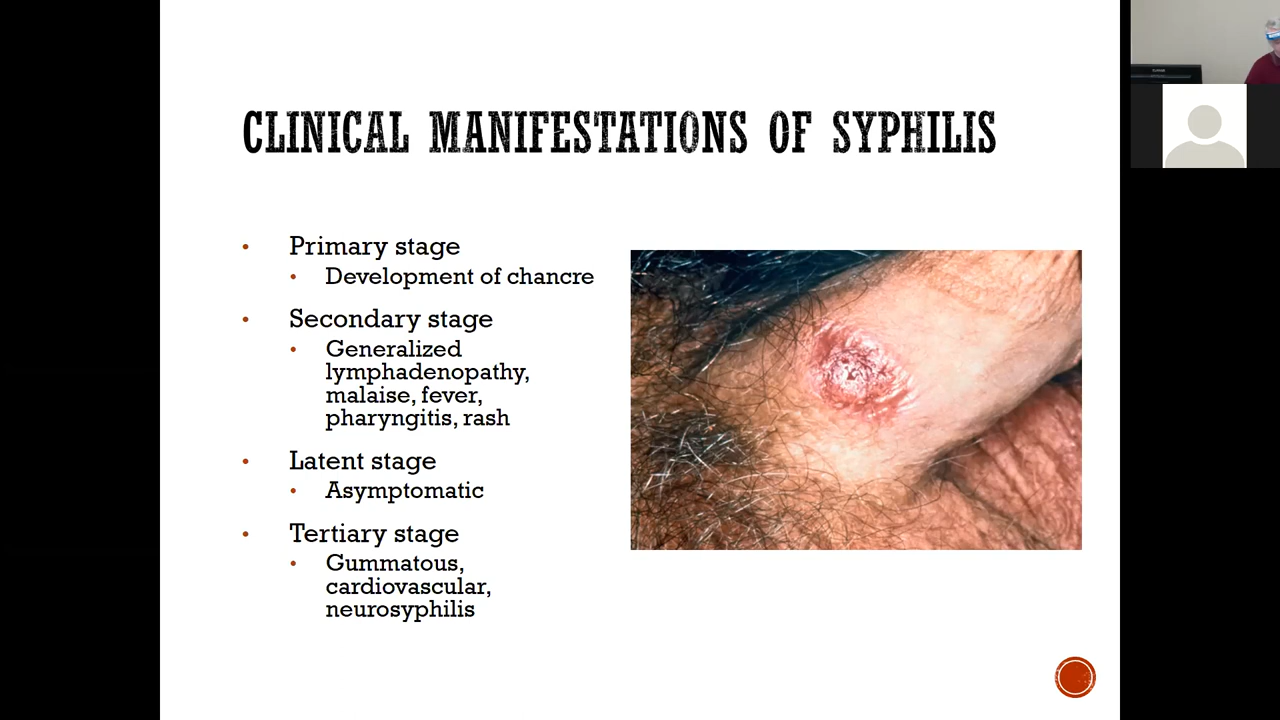 CLINICAL MANIFESTATIONS OF SYPHILIS
• Primary stage
• Development of chancre
• Secondary stage
• Generalized
lymphadenopathy,
malaise, fever,
pharyngitis, rash
• Latent stage
• Asymptomatic
• Tertiary stage
• Gummatous,
cardiovascular,
neurosyphilis